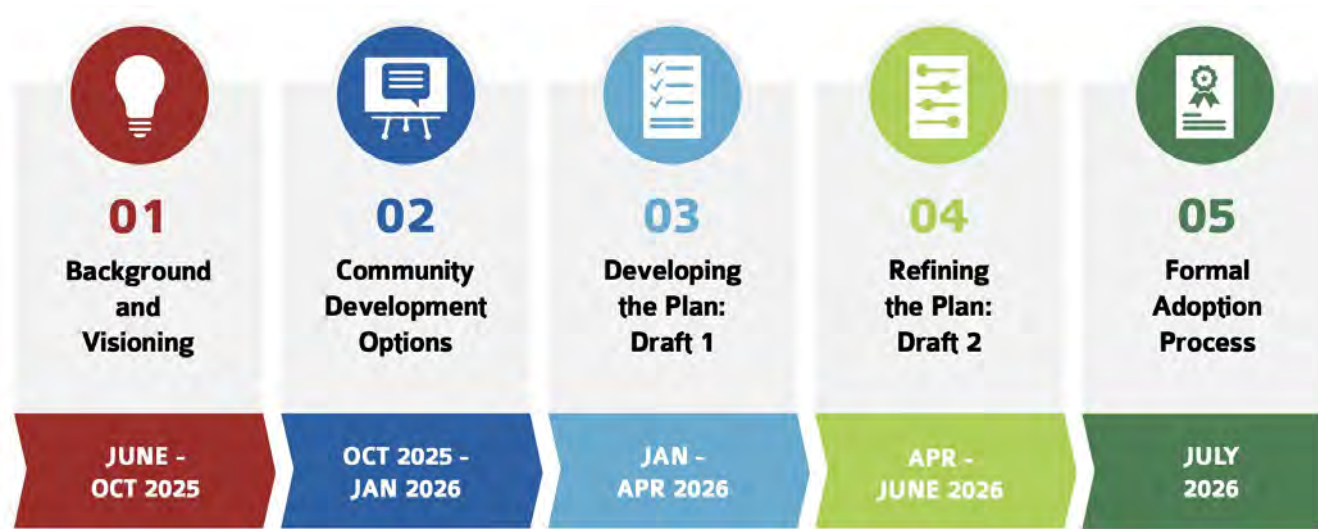 01
Background
and
Visioning
JUNE -
OCT 2025
02
Community
Development
Options
OCT 2025 -
JAN 2026
03
Developing
the Plan:
Draft 1
JAN -
APR 2026
04
Refining
the Plan:
Draft 2
APR -
JUNE 2026
05
Formal
Adoption
Process
JULY
2026